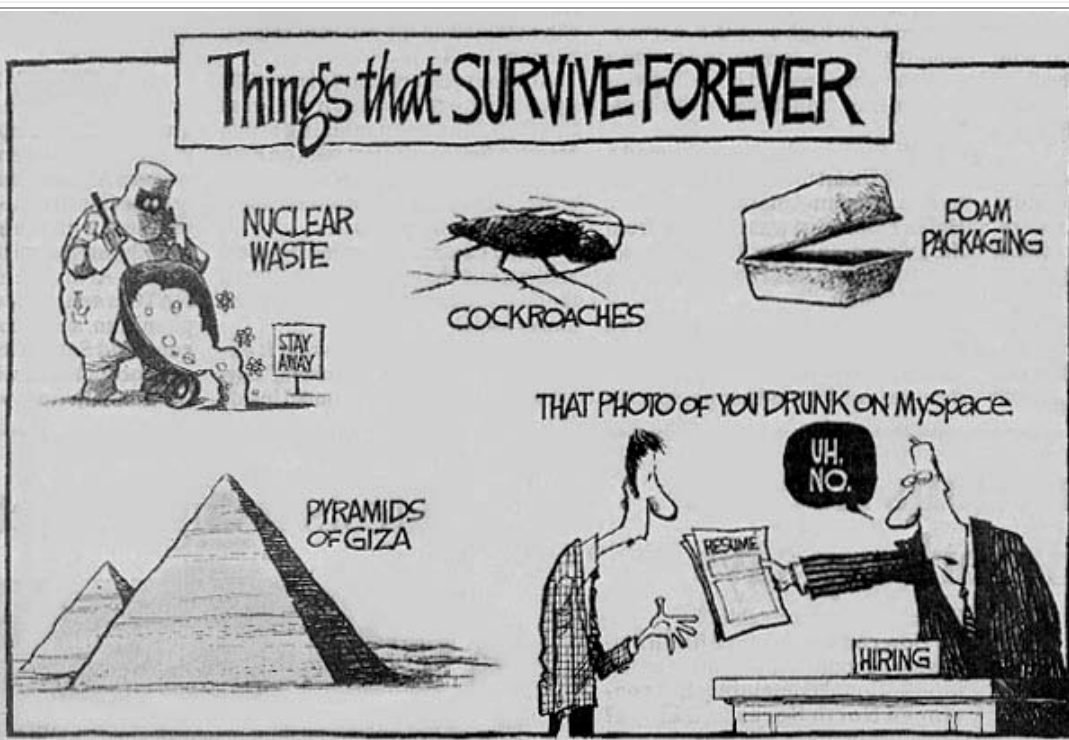 Things that SURVIVE FOREVER
NUCLEAR
WASTE
STAY
AWAY
COCKROACHES
FOAM
PACKAGING
PYRAMIDS
OF GIZA
THAT PHOTO OF YOU DRUNK ON MySpace.
UH.
NO.
RESUME
HIRING